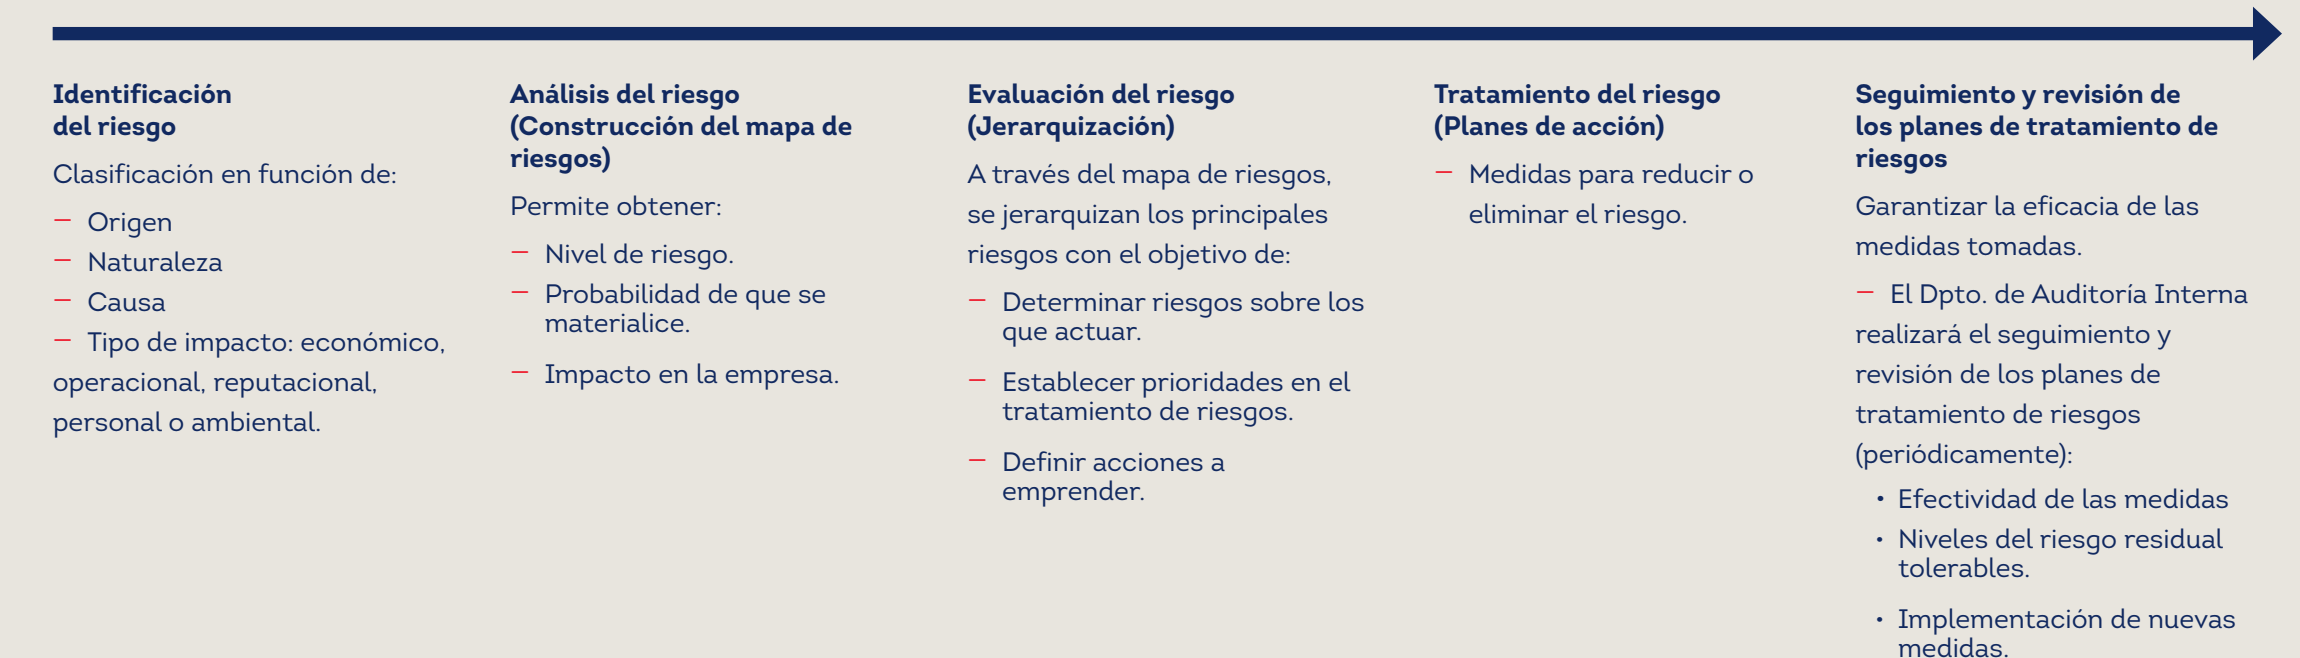 Identificación
del riesgo
Clasificación en función de:
— Origen
— Naturaleza
— Causa
— Tipo de impacto: económico,
operacional, reputacional,
personal o ambiental.
Análisis del riesgo
(Construcción del mapa de
riesgos)
Permite obtener:
— Nivel de riesgo.
— Probabilidad de que se
materialice.
— Impacto en la empresa.
Evaluación del riesgo
(Jerarquización)
A través del mapa de riesgos,
se jerarquizan los principales
riesgos con el objetivo de:
— Determinar riesgos sobre los
que actuar.
— Establecer prioridades en el
tratamiento de riesgos.
— Definir acciones a
emprender.
Tratamiento del riesgo
(Planes de acción)
— Medidas para reducir o
eliminar el riesgo.
Seguimiento y revisión de
los planes de tratamiento de
riesgos
Garantizar la eficacia de las
medidas tomadas.
— El Dpto. de Auditoría Interna
realizará el seguimiento y
revisión de los planes de
tratamiento de riesgos
(periódicamente):
• Efectividad de las medidas
• Niveles del riesgo residual
tolerables.
• Implementación de nuevas
medidas.